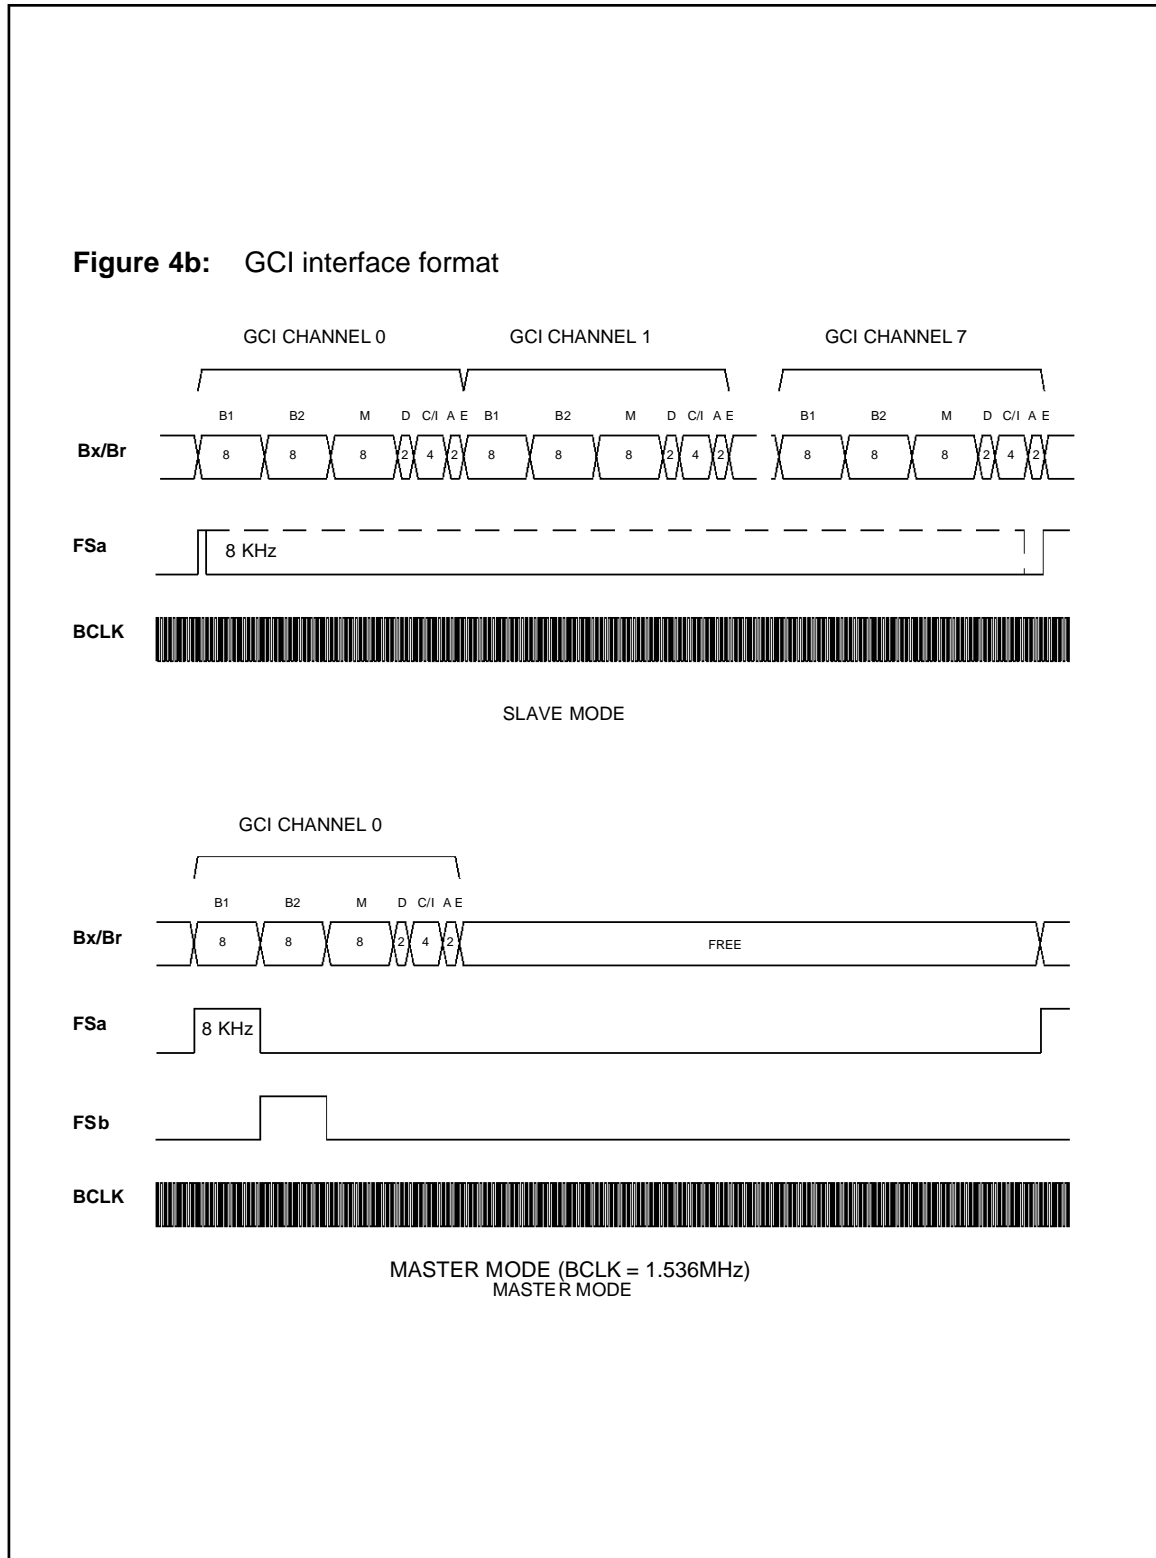 Figure 4b: GCI interface format
GCI CHANNEL 0 GCI CHANNEL 1 GCI CHANNEL 7
B1 B2 M D C/I A E B1 B2 M D C/I A E B1 B2 M D C/I A E
Bx/Br 8 8 8 2 4 2 8 8 8 2 4 2 8 8 8 2 4 2
FSa 8 KHz
BCLK
SLAVE MODE
GCI CHANNEL 0
B1 B2 M D C/I A E
Bx/Br 8 8 8 2 4 2 FREE
FSa 8 KHz
FSb
BCLK
MASTER MODE (BCLK = 1.536MHz)
MASTER MODE